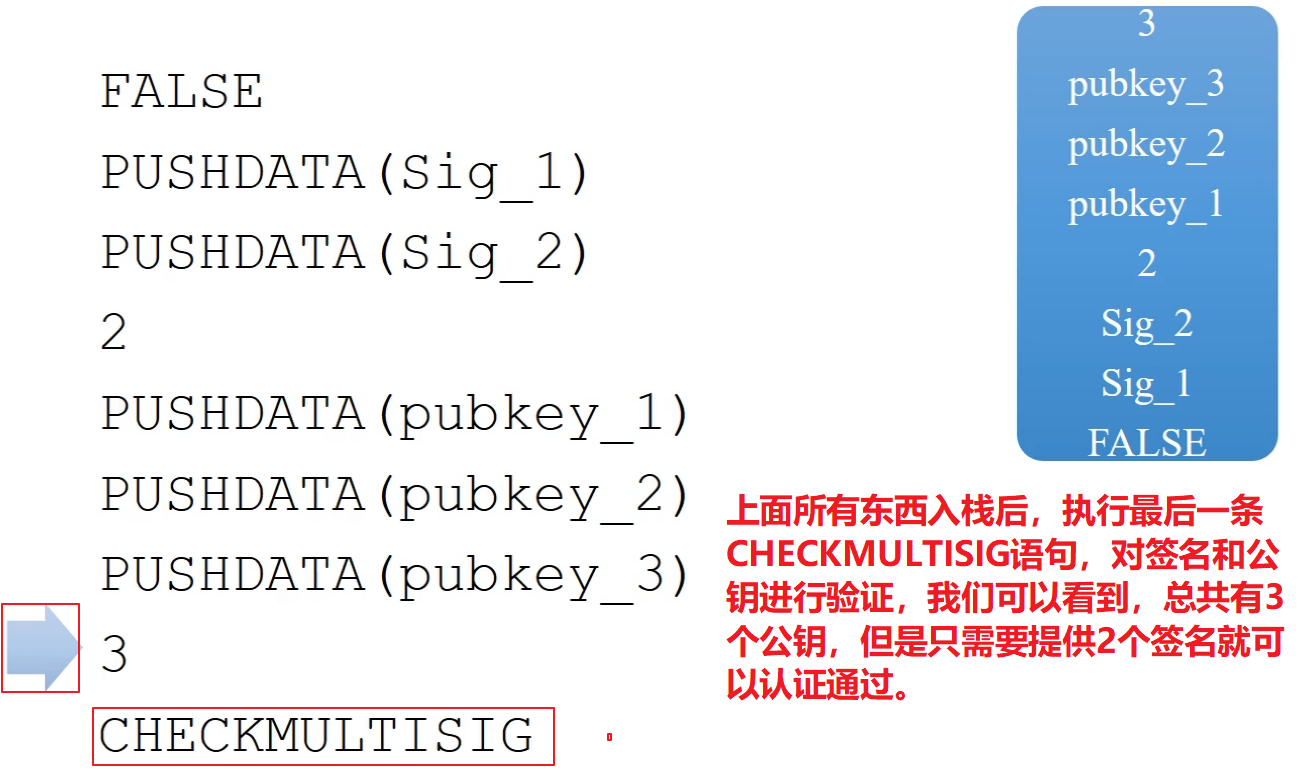 FALSE
PUSHDATA(Sig_1)
PUSHDATA(Sig_2)
2
PUSHDATA(pubkey_1)
PUSHDATA(pubkey_2)
PUSHDATA(pubkey_3)
3
CHECKMULTISIG
3
pubkey_3
pubkey_2
pubkey_1
2
Sig_2
Sig_1
FALSE
上面所有东西入栈后，执行最后一条
CHECKMULTISIG语句，对签名和公
钥进行验证，我们可以看到，总共有3
个公钥，但是只需要提供2个签名就可
以认证通过。